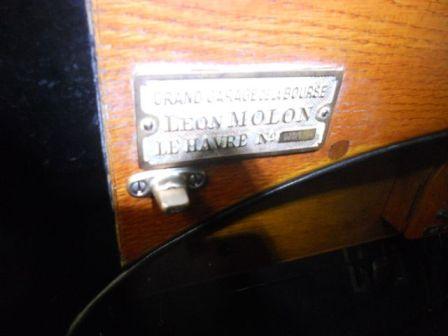 GRAND GARAGE DE LA BOURSE
LEON MOLON
LE HAVRE No